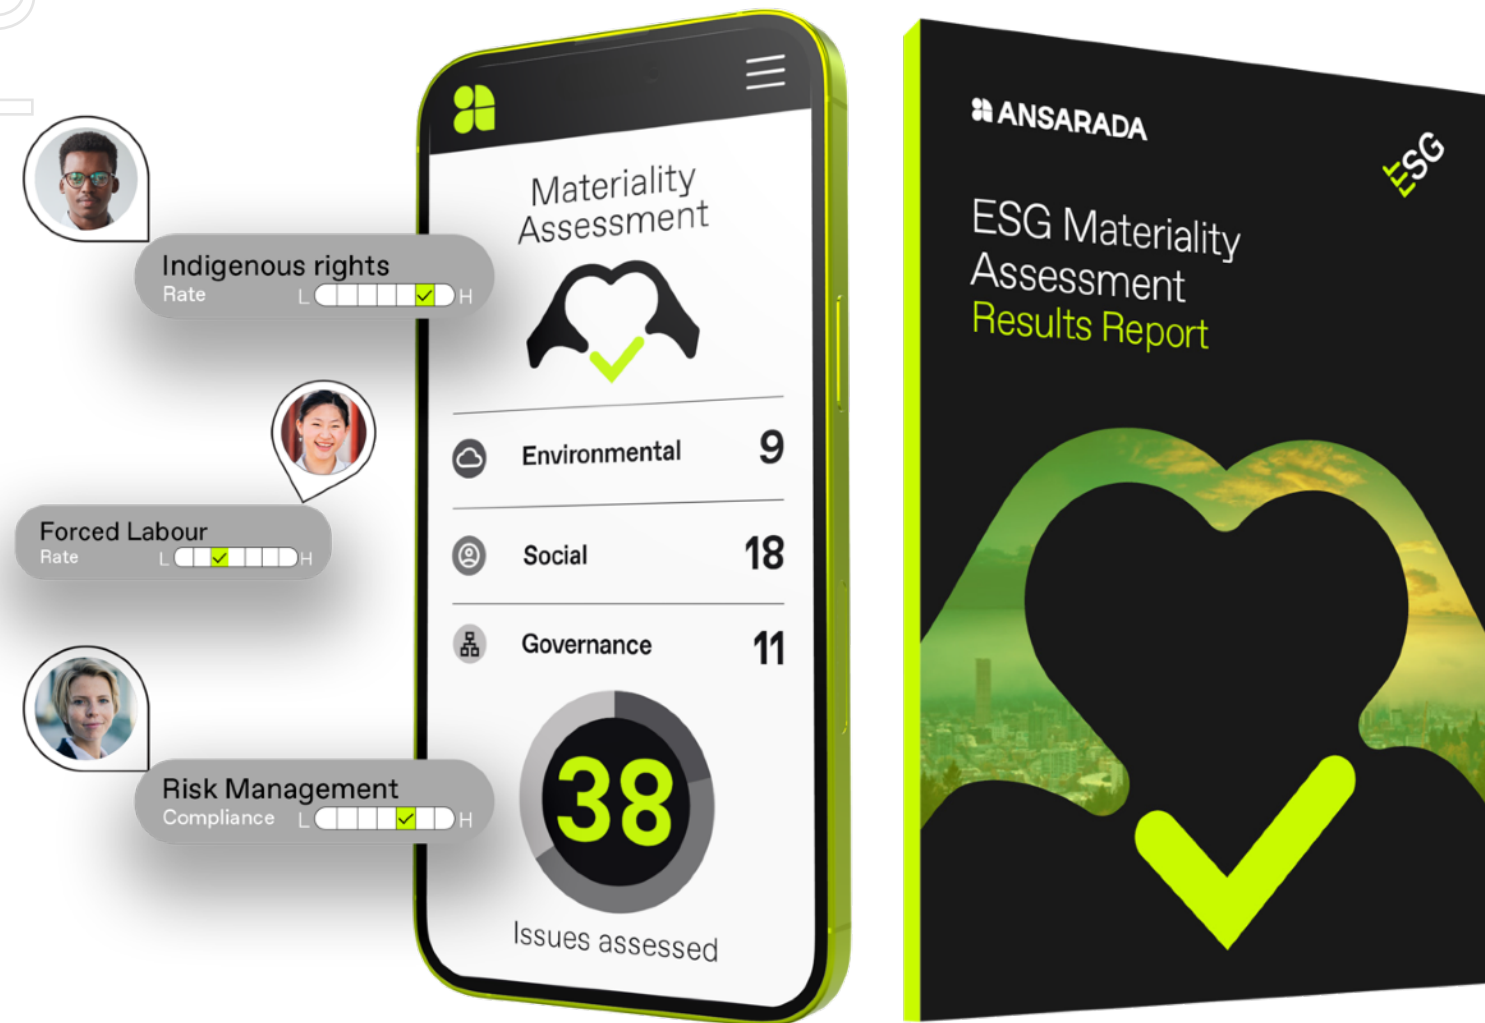 Indigenous rights
Rate L H
Forced Labour
Rate L H
Risk Management
Compliance L H
Materiality
Assessment
Environmental 9
Social 18
Governance 11
38
Issues assessed
ANSARADA
ESG
ESG Materiality
Assessment
Results Report